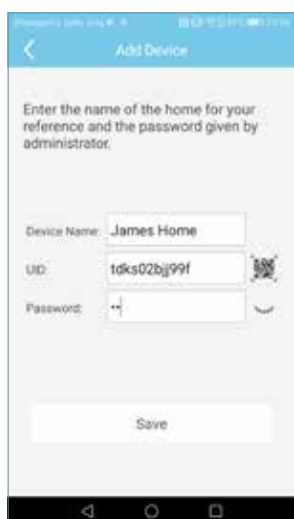 Add Device
Enter the name of the home for your
reference and the password given by
administrator.
Device Name: James Home
UID: tdks02bjj99f
Password: ••
Save